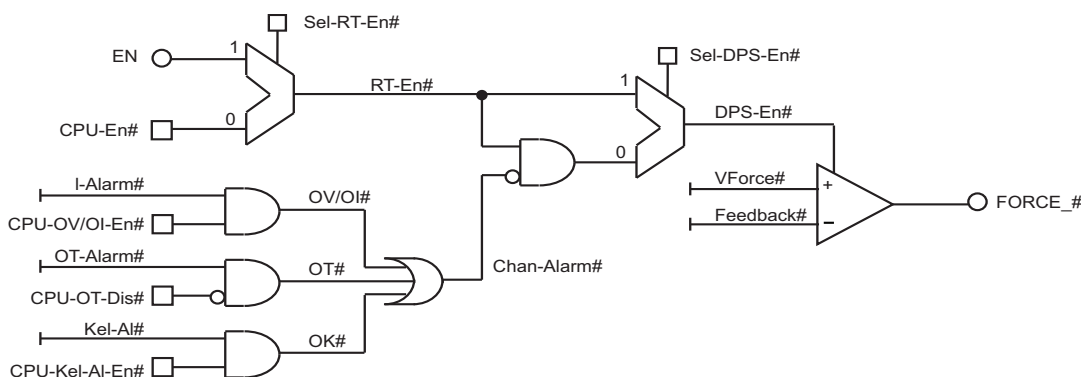 Sel-RT-En#
EN
1
RT-En#
Sel-DPS-En#
1
DPS-En#
CPU-En#
0
0
I-Alarm#
OV/OI#
VForce#
+
CPU-OV/OI-En#
Feedback#
−
FORCE_#
OT-Alarm#
OT#
Chan-Alarm#
CPU-OT-Dis#
Kel-Al#
OK#
CPU-Kel-Al-En#